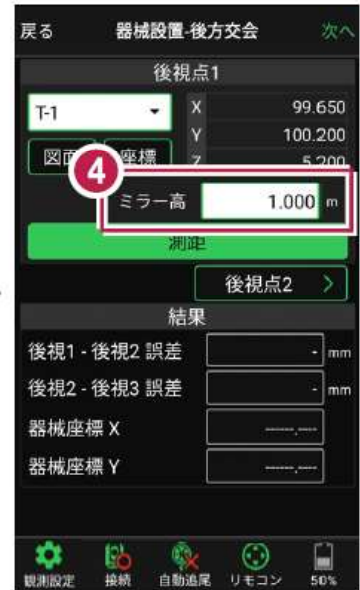 戻る 器械設置-後方交会 次へ
後視点1
T-1 X 99.650
Y 100.200
図面 座標 Z 5.200
4
ミラー高 1.000 m
測距
後視点2 >
結果
後視1 - 後視2 誤差 - mm
後視2 - 後視3 誤差 - mm
器械座標 X -----.----
器械座標 Y -----.----
観測設定 接続 自動追尾 リモコン 50%